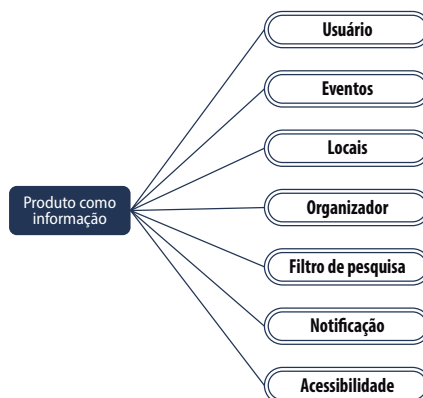 Usuário
Eventos
Locais
Produto como
informação
Organizador
Filtro de pesquisa
Notificação
Acessibilidade